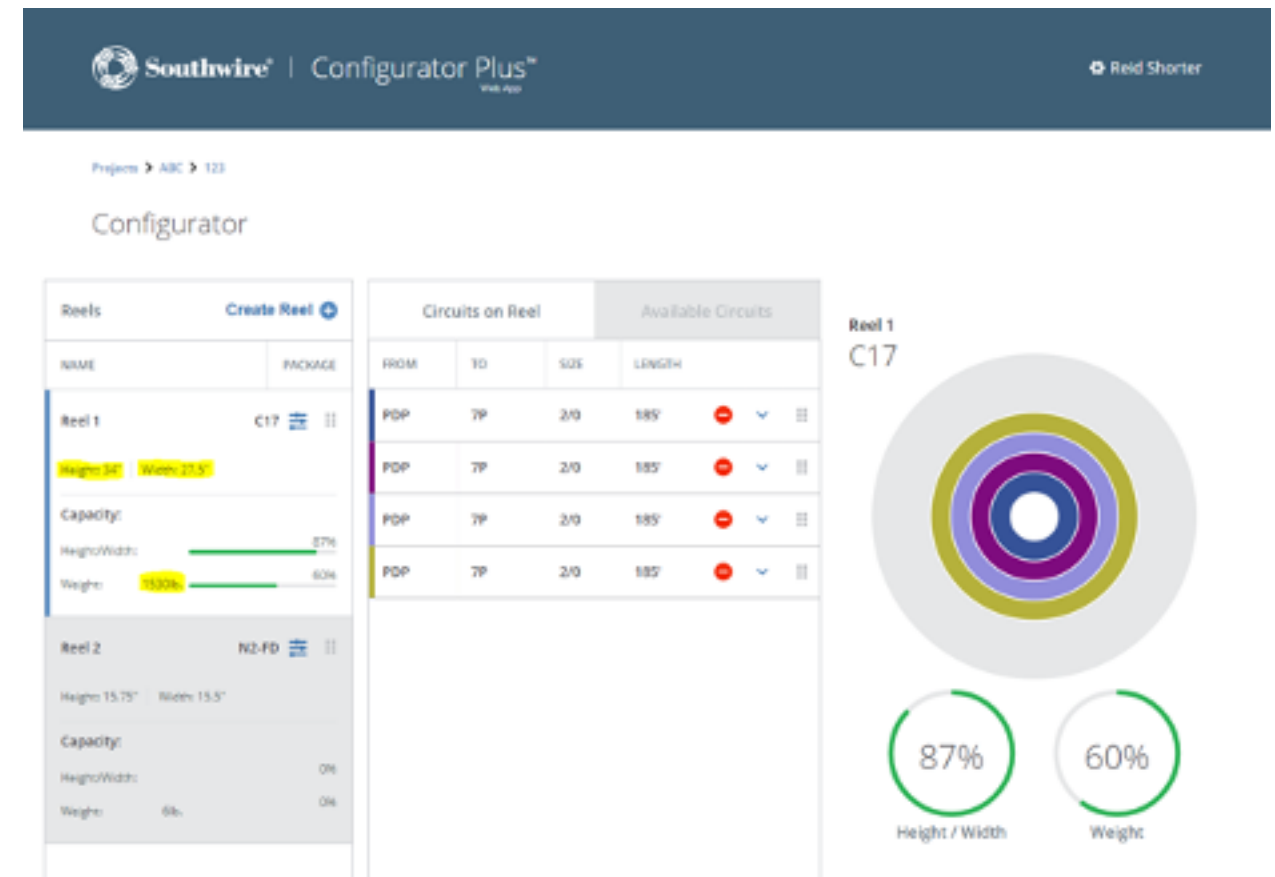 Southwire® | Configurator Plus™
Web App
Reid Shorter
Projects > ABC > 123
Configurator
Reels Create Reel
NAME PACKAGE
Reel 1 C17
Height: 34" Width: 27.5"
Capacity:
Height/Width: 87%
Weight: 1530lb. 60%
Reel 2 N2-FD
Height: 15.75" Width: 15.5"
Capacity:
Height/Width: 0%
Weight: 6lb. 0%
Circuits on Reel Available Circuits
FROM TO SIZE LENGTH
PDP 7P 2/0 185'
PDP 7P 2/0 185'
PDP 7P 2/0 185'
PDP 7P 2/0 185'
Reel 1
C17
87% 60%
Height / Width Weight